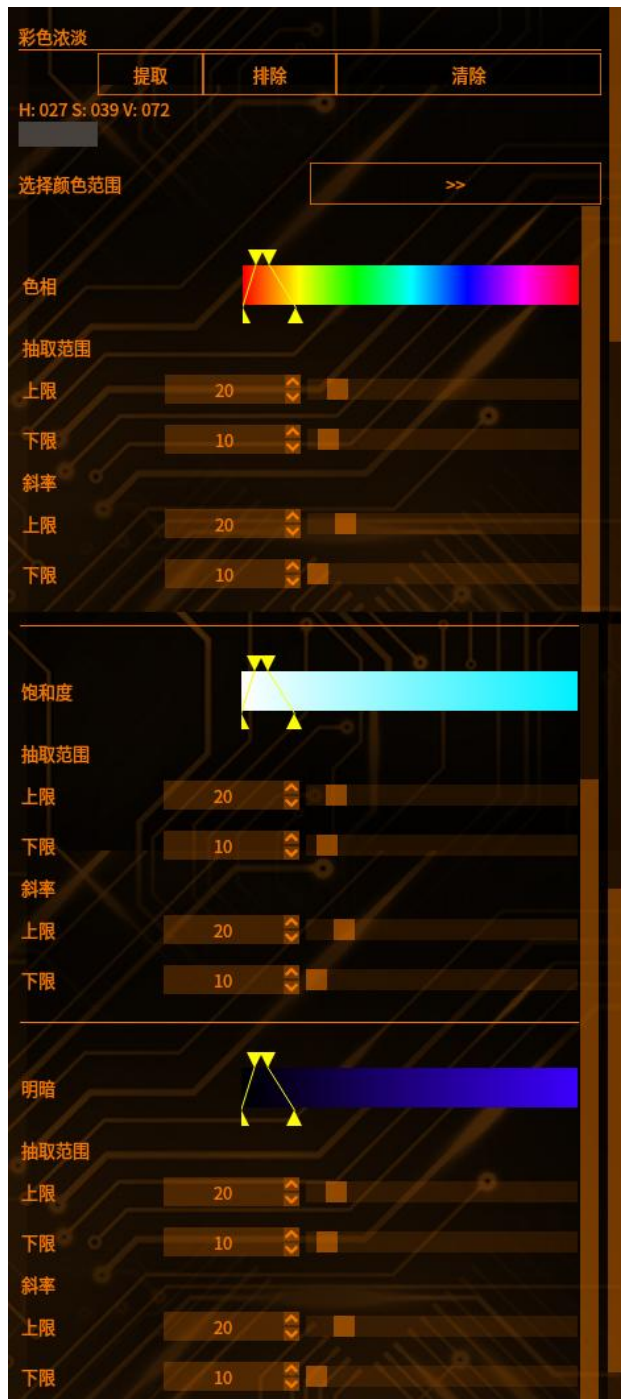 彩色浓淡
提取 排除 清除
H: 027 S: 039 V: 072
选择颜色范围 >>
色相
抽取范围
上限 20
下限 10
斜率
上限 20
下限 10
饱和度
抽取范围
上限 20
下限 10
斜率
上限 20
下限 10
明暗
抽取范围
上限 20
下限 10
斜率
上限 20
下限 10